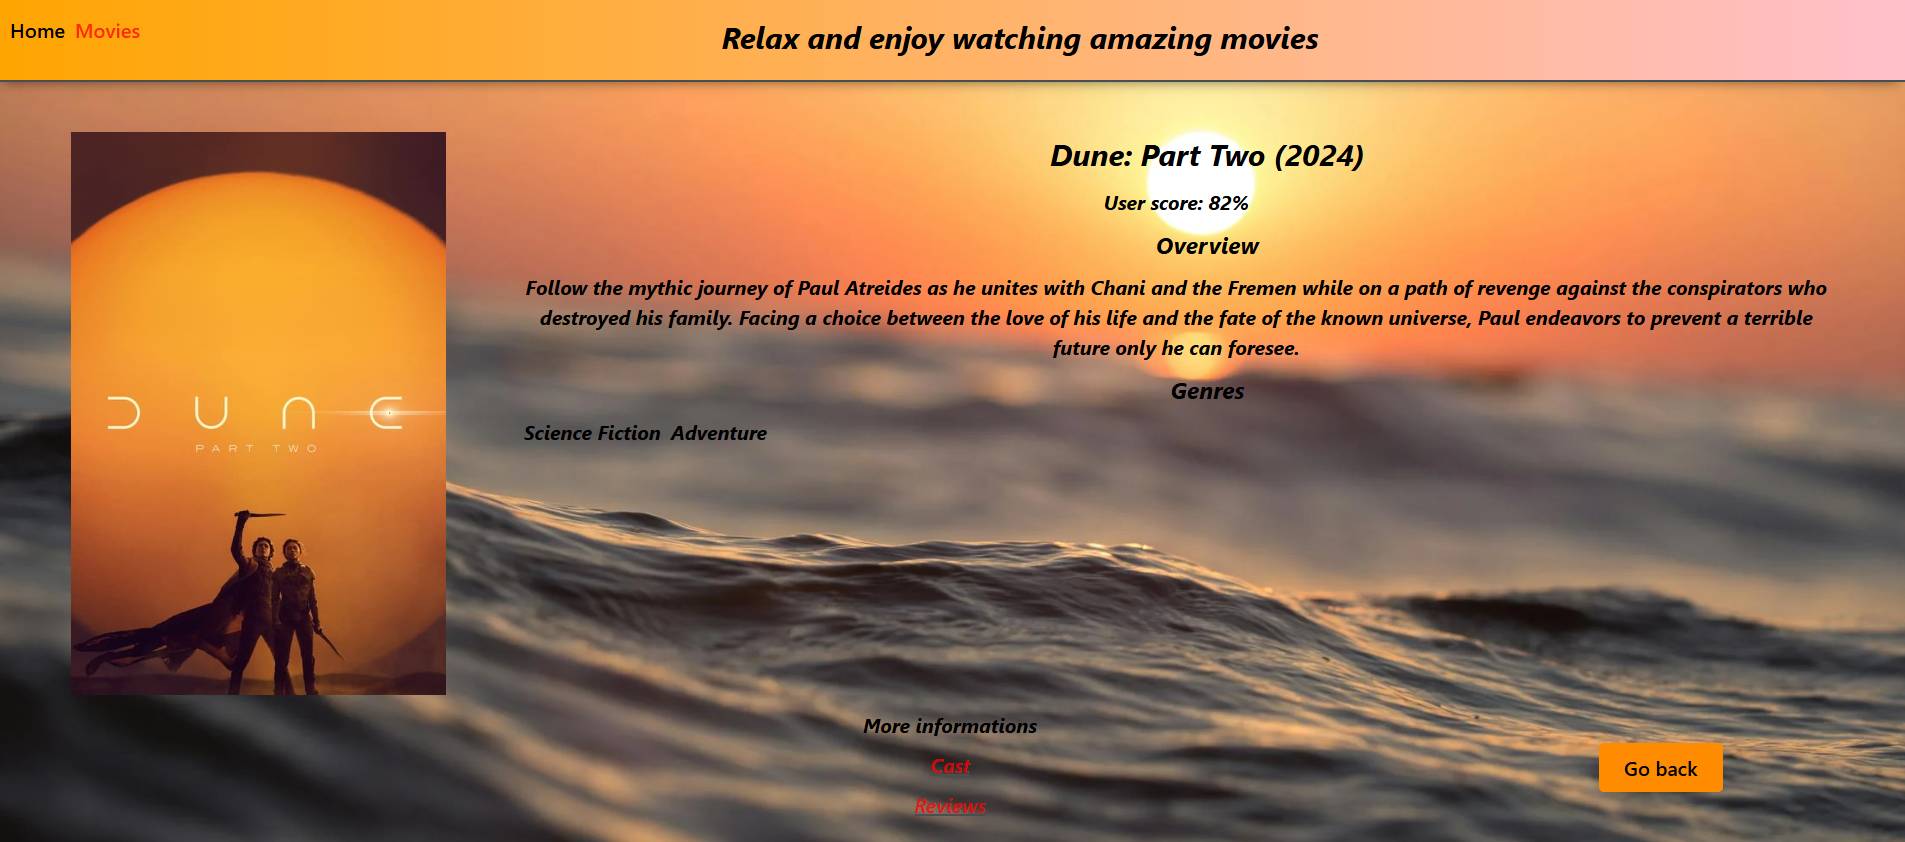 Home Movies
Relax and enjoy watching amazing movies
DUNE
PART TWO
Dune: Part Two (2024)
User score: 82%
Overview
Follow the mythic journey of Paul Atreides as he unites with Chani and the Fremen while on a path of revenge against the conspirators who
destroyed his family. Facing a choice between the love of his life and the fate of the known universe, Paul endeavors to prevent a terrible
future only he can foresee.
Genres
Science Fiction Adventure
More informations
Cast
Reviews
Go back